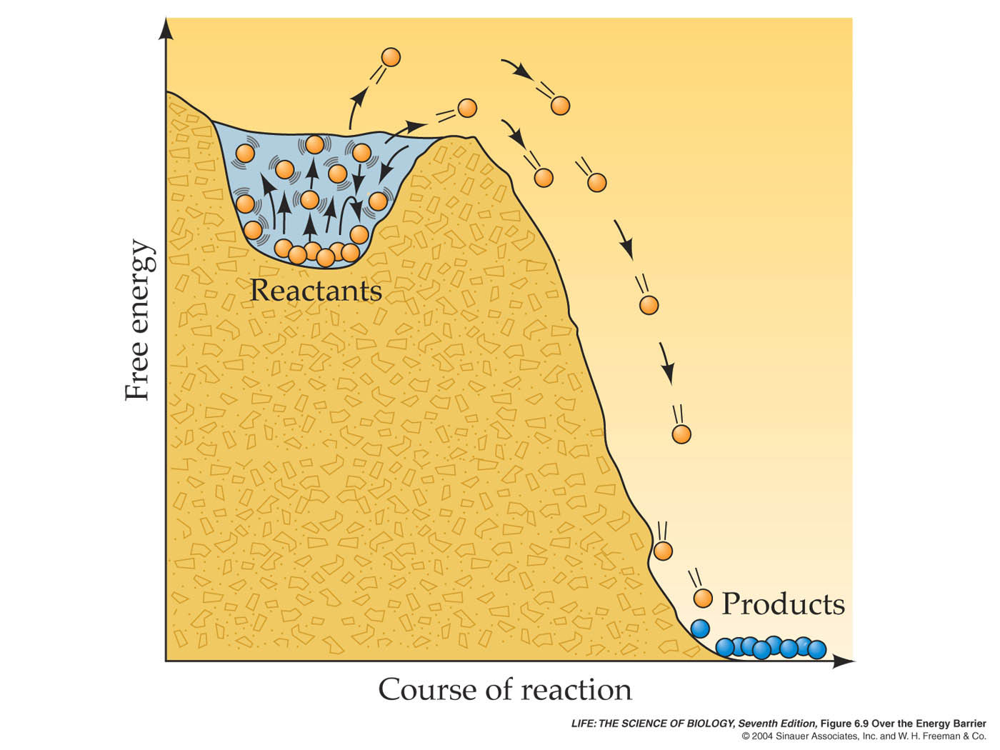 Free energy
Reactants
Products
Course of reaction
LIFE: THE SCIENCE OF BIOLOGY, Seventh Edition, Figure 6.9 Over the Energy Barrier
© 2004 Sinauer Associates, Inc. and W. H. Freeman & Co.